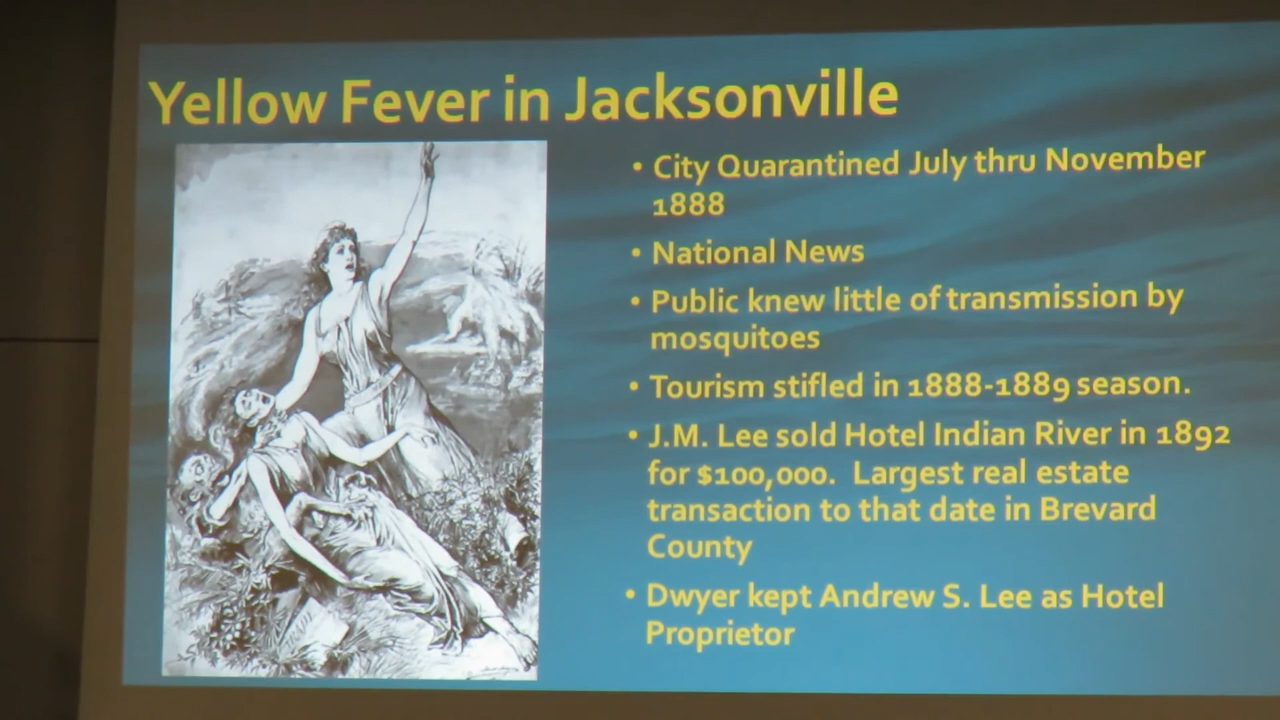 Yellow Fever in Jacksonville
• City Quarantined July thru November
1888
• National News
• Public knew little of transmission by
mosquitoes
• Tourism stifled in 1888-1889 season.
• J.M. Lee sold Hotel Indian River in 1892
for $100,000. Largest real estate
transaction to that date in Brevard
County
• Dwyer kept Andrew S. Lee as Hotel
Proprietor